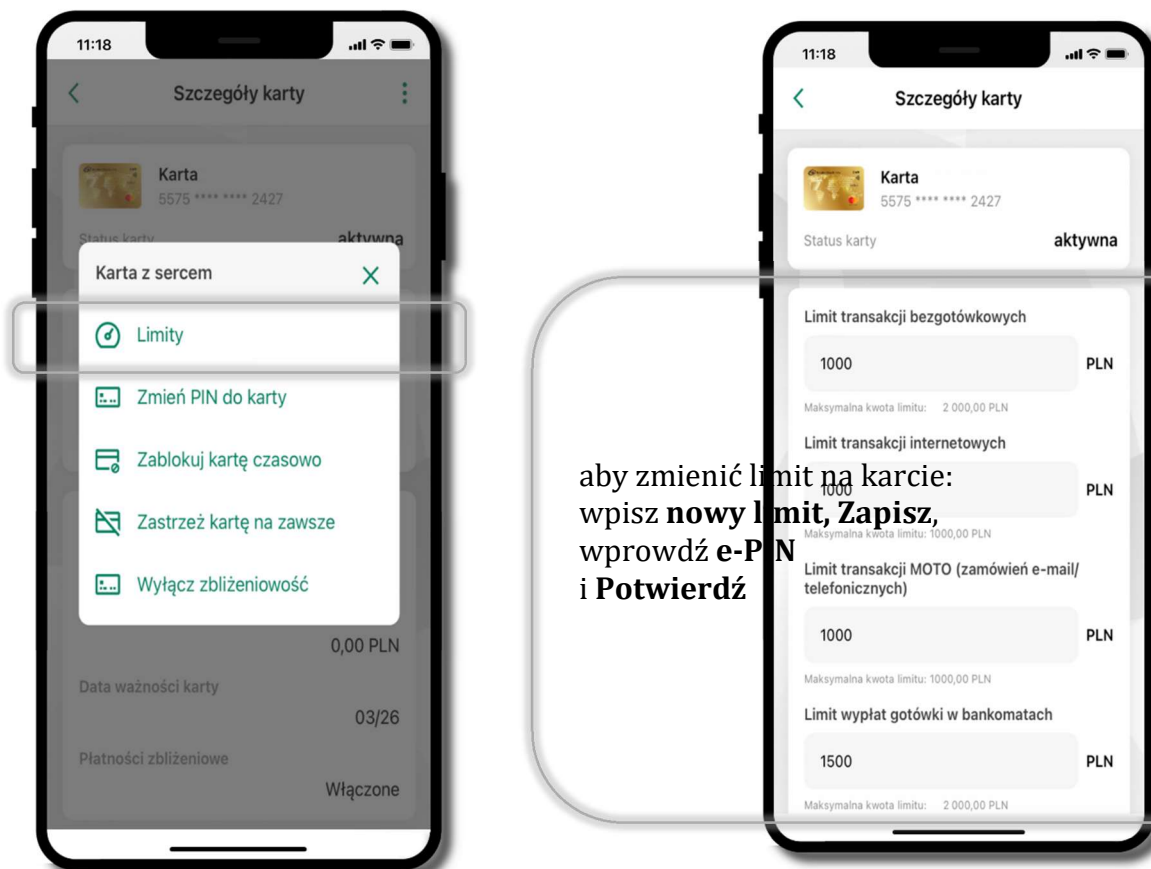 11:18
Szczegóły karty
Karta
5575 **** **** 2427
Status karty
aktywna
Karta z sercem
Limity
Zmień PIN do karty
Zablokuj kartę czasowo
Zastrzeż kartę na zawsze
Wyłącz zbliżeniowość
0,00 PLN
Data ważności karty
03/26
Płatności zbliżeniowe
Włączone
aby zmienić limit na karcie:
wpisz nowy limit, Zapisz,
wprowdź e-PIN
i Potwierdź
11:18
Szczegóły karty
Karta
5575 **** **** 2427
Status karty
aktywna
Limit transakcji bezgotówkowych
1000 PLN
Maksymalna kwota limitu: 2 000,00 PLN
Limit transakcji internetowych
1000 PLN
Maksymalna kwota limitu: 1000,00 PLN
Limit transakcji MOTO (zamówień e-mail/
telefonicznych)
1000 PLN
Maksymalna kwota limitu: 1000,00 PLN
Limit wypłat gotówki w bankomatach
1500 PLN
Maksymalna kwota limitu: 2 000,00 PLN